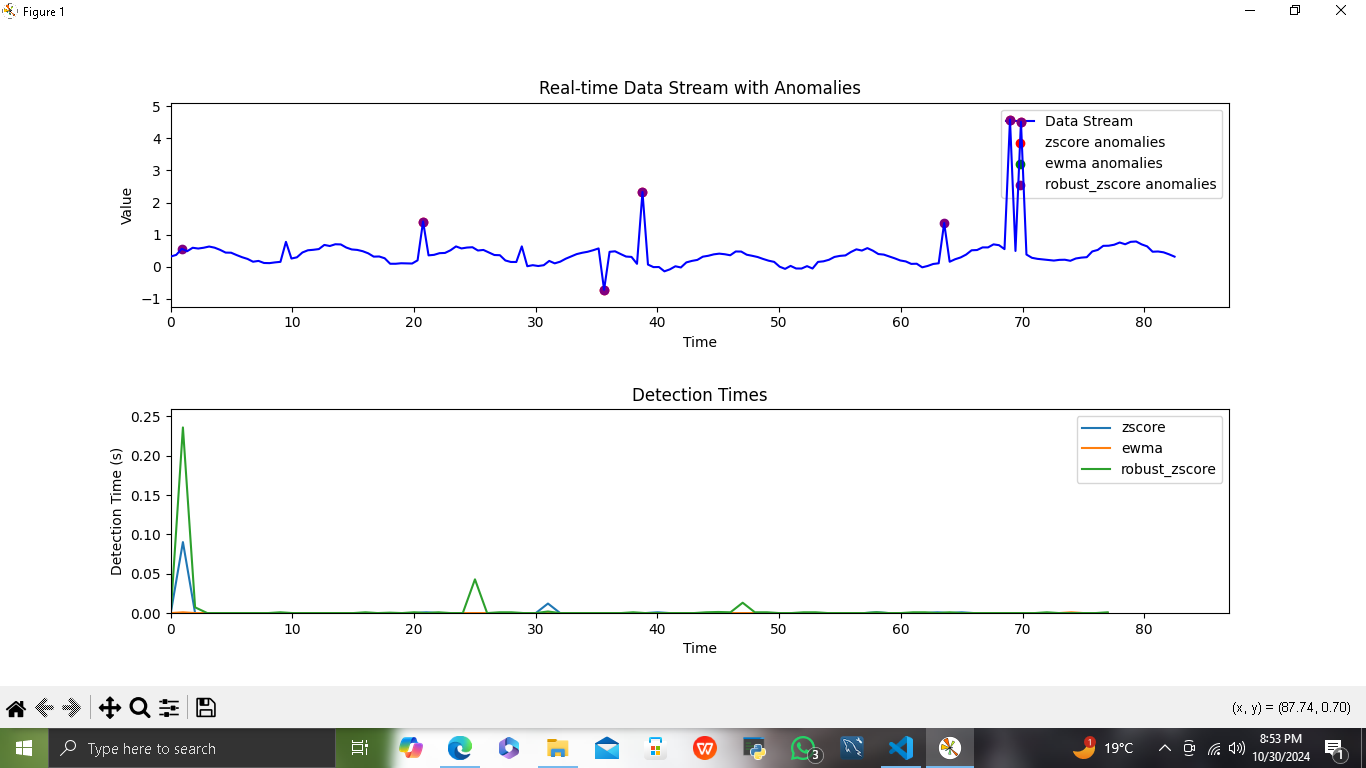 Figure 1
Real-time Data Stream with Anomalies
5
4
3
2
1
0
−1
Value
Data Stream
zscore anomalies
ewma anomalies
robust_zscore anomalies
0 10 20 30 40 50 60 70 80
Time
Detection Times
0.25
0.20
0.15
0.10
0.05
0.00
Detection Time (s)
zscore
ewma
robust_zscore
0 10 20 30 40 50 60 70 80
Time
(x, y) = (87.74, 0.70)
Type here to search
W
3
1
19°C
8:53 PM
10/30/2024
1